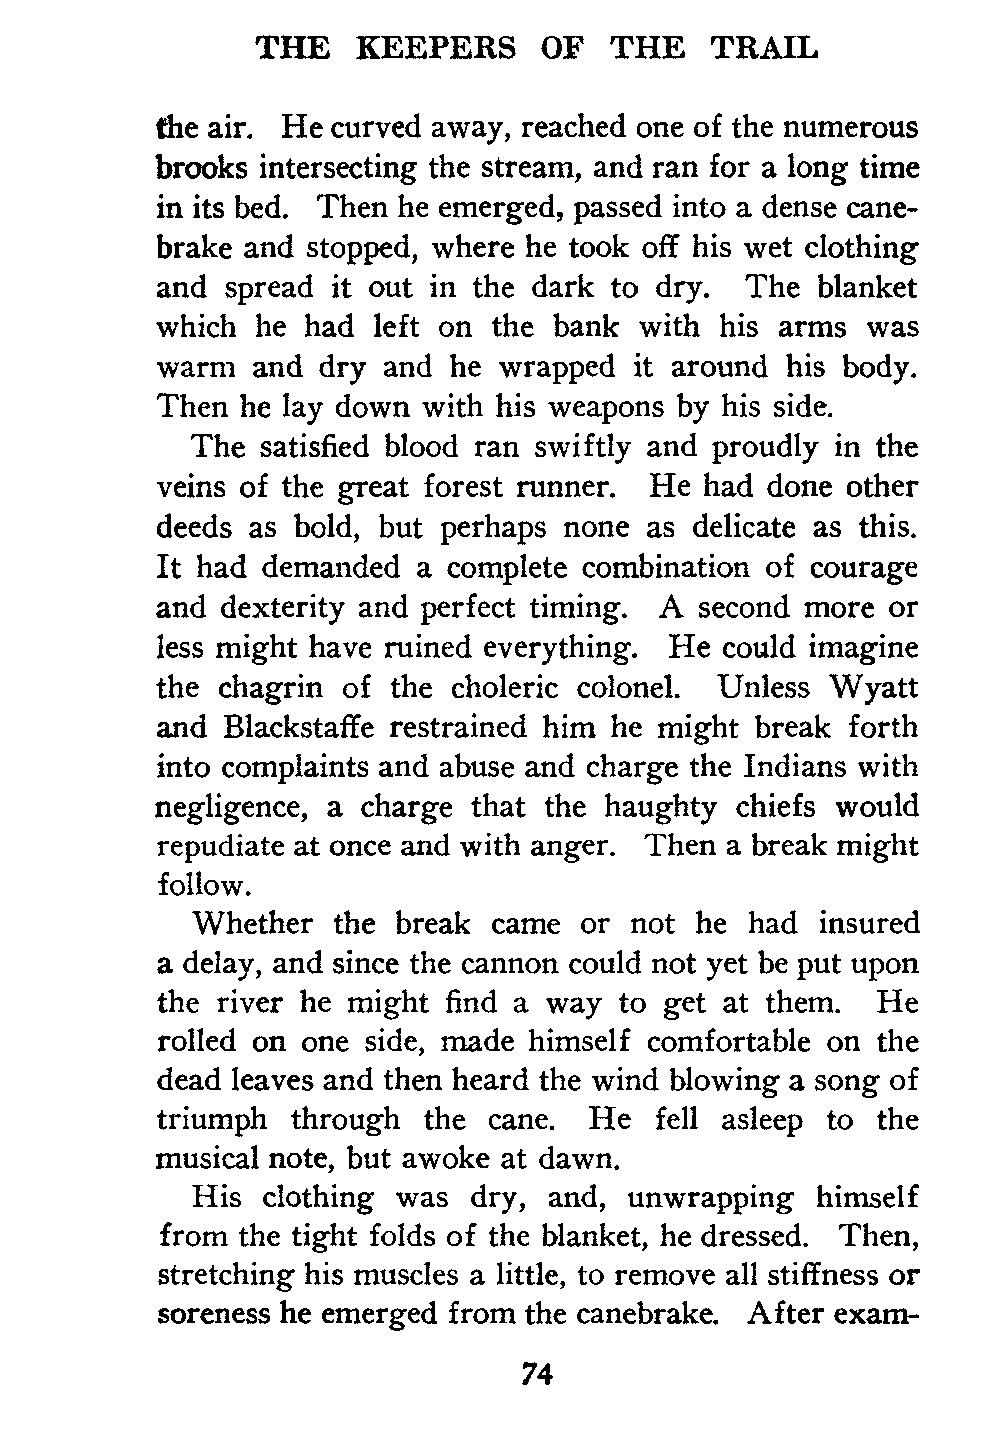 THE KEEPERS OF THE TRAIL
the air. He curved away, reached one of the numerous
brooks intersecting the stream, and ran for a long time
in its bed. Then he emerged, passed into a dense cane-
brake and stopped, where he took off his wet clothing
and spread it out in the dark to dry. The blanket
which he had left on the bank with his arms was
warm and dry and he wrapped it around his body.
Then he lay down with his weapons by his side.
The satisfied blood ran swiftly and proudly in the
veins of the great forest runner. He had done other
deeds as bold, but perhaps none as delicate as this.
It had demanded a complete combination of courage
and dexterity and perfect timing. A second more or
less might have ruined everything. He could imagine
the chagrin of the choleric colonel. Unless Wyatt
and Blackstaffe restrained him he might break forth
into complaints and abuse and charge the Indians with
negligence, a charge that the haughty chiefs would
repudiate at once and with anger. Then a break might
follow.
Whether the break came or not he had insured
a delay, and since the cannon could not yet be put upon
the river he might find a way to get at them. He
rolled on one side, made himself comfortable on the
dead leaves and then heard the wind blowing a song of
triumph through the cane. He fell asleep to the
musical note, but awoke at dawn.
His clothing was dry, and, unwrapping himself
from the tight folds of the blanket, he dressed. Then,
stretching his muscles a little, to remove all stiffness or
soreness he emerged from the canebrake. After exam-
74